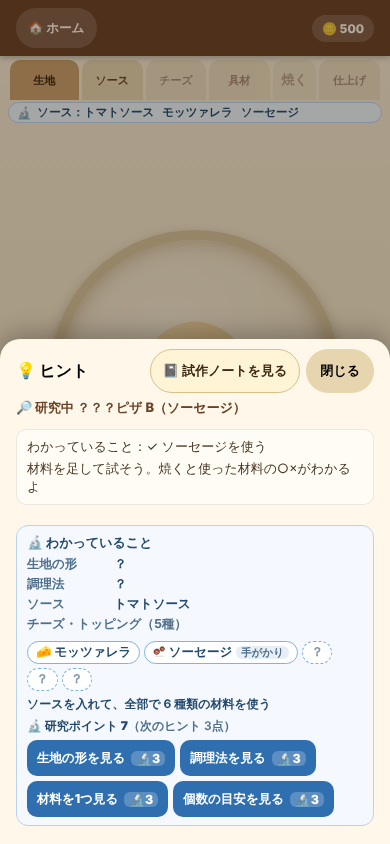 🏠 ホーム
🪙 500
生地
ソース
チーズ
具材
焼く
仕上げ
🔬 ソース：トマトソース モッツァレラ ソーセージ
💡 ヒント
📓 試作ノートを見る
閉じる
🔎 研究中 ？？？ピザ B（ソーセージ）
わかっていること：✓ ソーセージを使う
材料を足して試そう。焼くと使った材料の○×がわかる
よ
🔬 わかっていること
生地の形 ？
調理法 ？
ソース トマトソース
チーズ・トッピング（5種）
🧀 モッツァレラ
ソーセージ 手がかり
？
？ ？
ソースを入れて、全部で６種類の材料を使う
🔬 研究ポイント 7（次のヒント 3点）
生地の形を見る 🔬3
調理法を見る 🔬3
材料を1つ見る 🔬3
個数の目安を見る 🔬3